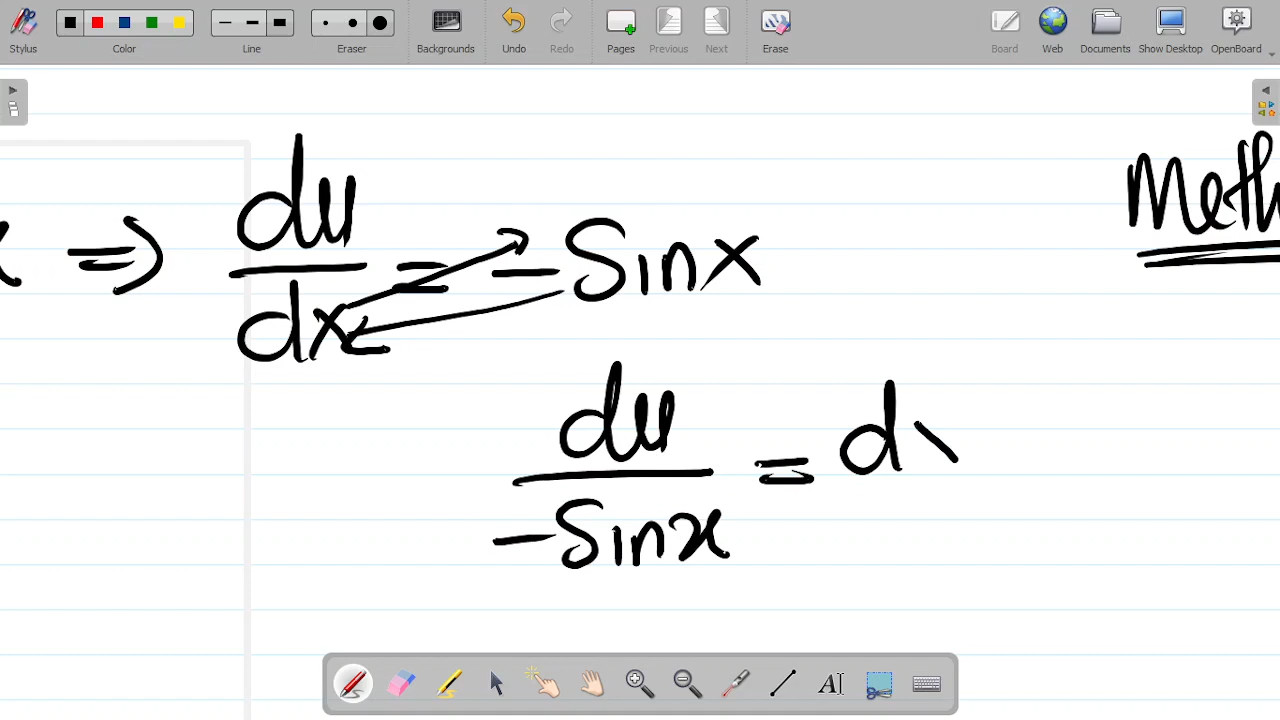 Stylus Color Line Eraser Backgrounds Undo Redo Pages Previous Next Erase Board Web Documents Show Desktop OpenBoard
=> du/dx = -Sinx
du/-Sinx = d